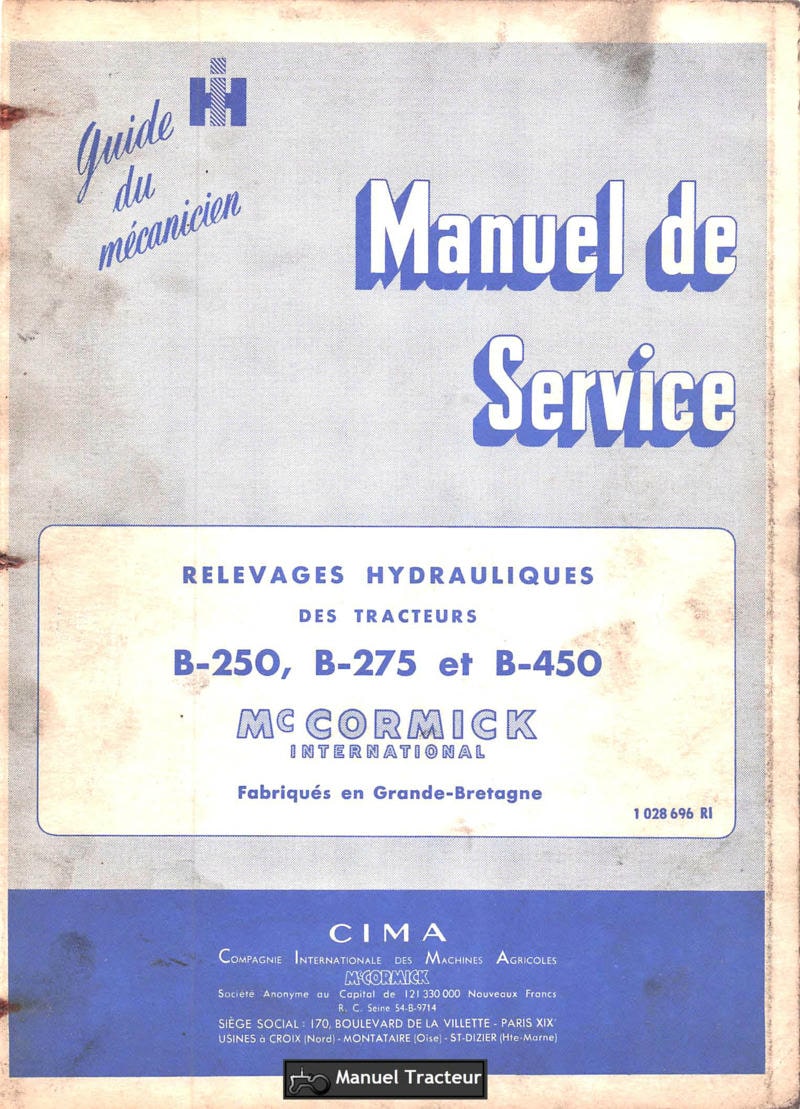 Guide
du
mécanicien
IH
Manuel de
Service
RELEVAGES HYDRAULIQUES
DES TRACTEURS
B-250, B-275 et B-450
McCORMICK
INTERNATIONAL
Fabriqués en Grande-Bretagne
1 028 696 RI
CIMA
COMPAGNIE INTERNATIONALE DES MACHINES AGRICOLES
McCORMICK
Société Anonyme au Capital de 121 330 000 Nouveaux Francs
R. C. Seine 54-B-9714
SIÈGE SOCIAL : 170, BOULEVARD DE LA VILLETTE - PARIS XIXᵉ
USINES à CROIX (Nord) - MONTATAIRE (Oise) - ST-DIZIER (Hte-Marne)
Manuel Tracteur